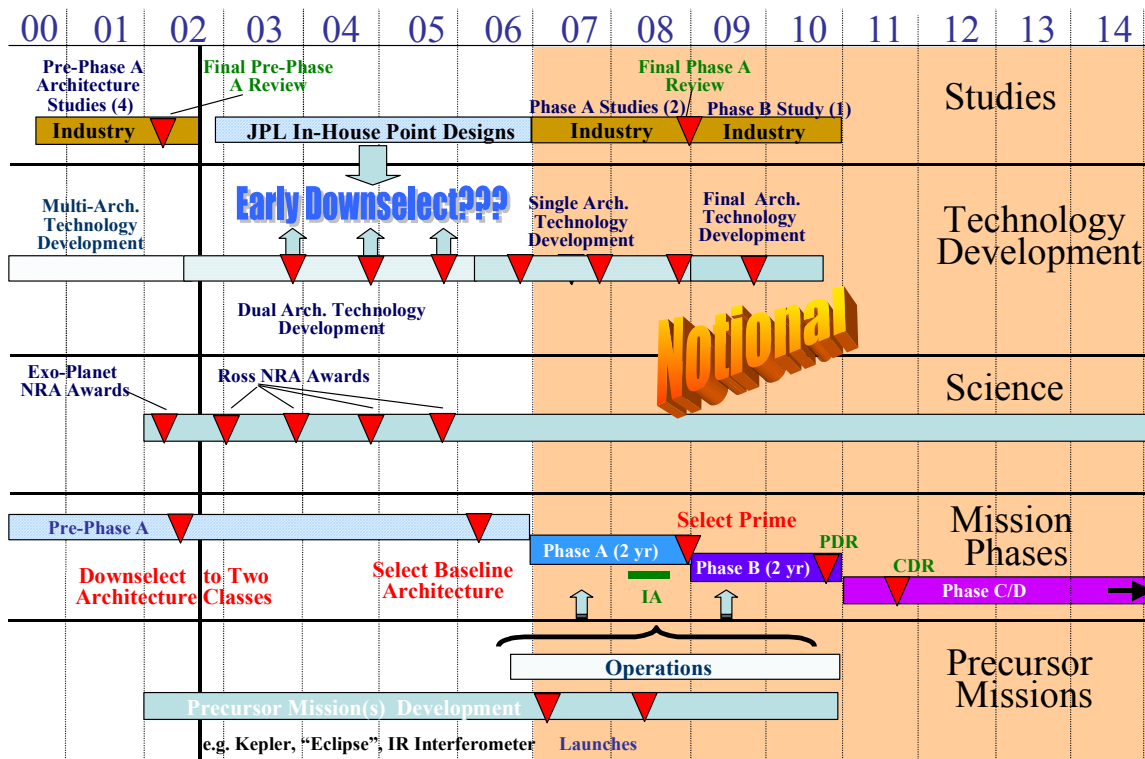 00 01 02 03 04 05 06 07 08 09 10 11 12 13 14
Pre-Phase A
Architecture
Studies (4)
Final Pre-Phase
A Review
Final Phase A
Review
Studies
Phase A Studies (2)
Phase B Study (1)
Industry
JPL In-House Point Designs
Industry
Industry
Early Downselect???
Multi-Arch.
Technology
Development
Single Arch.
Technology
Development
Final Arch.
Technology
Development
Technology
Development
Dual Arch. Technology
Development
Notional
Exo-Planet
NRA Awards
Ross NRA Awards
Science
Pre-Phase A
Select Prime
Mission
Phases
Phase A (2 yr)
PDR
Phase B (2 yr)
CDR
Downselect to Two
Architecture Classes
Select Baseline
Architecture
IA
Phase C/D
Operations
Precursor
Missions
Precursor Mission(s) Development
e.g. Kepler, “Eclipse”, IR Interferometer
Launches